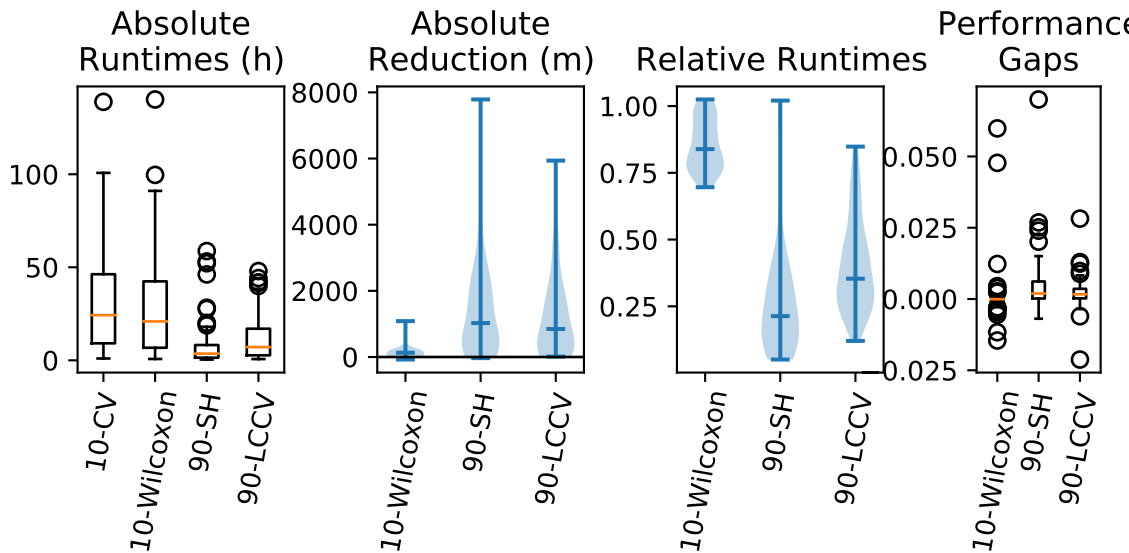 Absolute
Runtimes (h)
100
50
0
10-CV
10-Wilcoxon
90-SH
90-LCCV
Absolute
Reduction (m)
8000
6000
4000
2000
0
10-Wilcoxon
90-SH
90-LCCV
Relative Runtimes
1.00
0.75
0.50
0.25
10-Wilcoxon
90-SH
90-LCCV
Performance
Gaps
0.050
0.025
0.000
−0.025
10-Wilcoxon
90-SH
90-LCCV